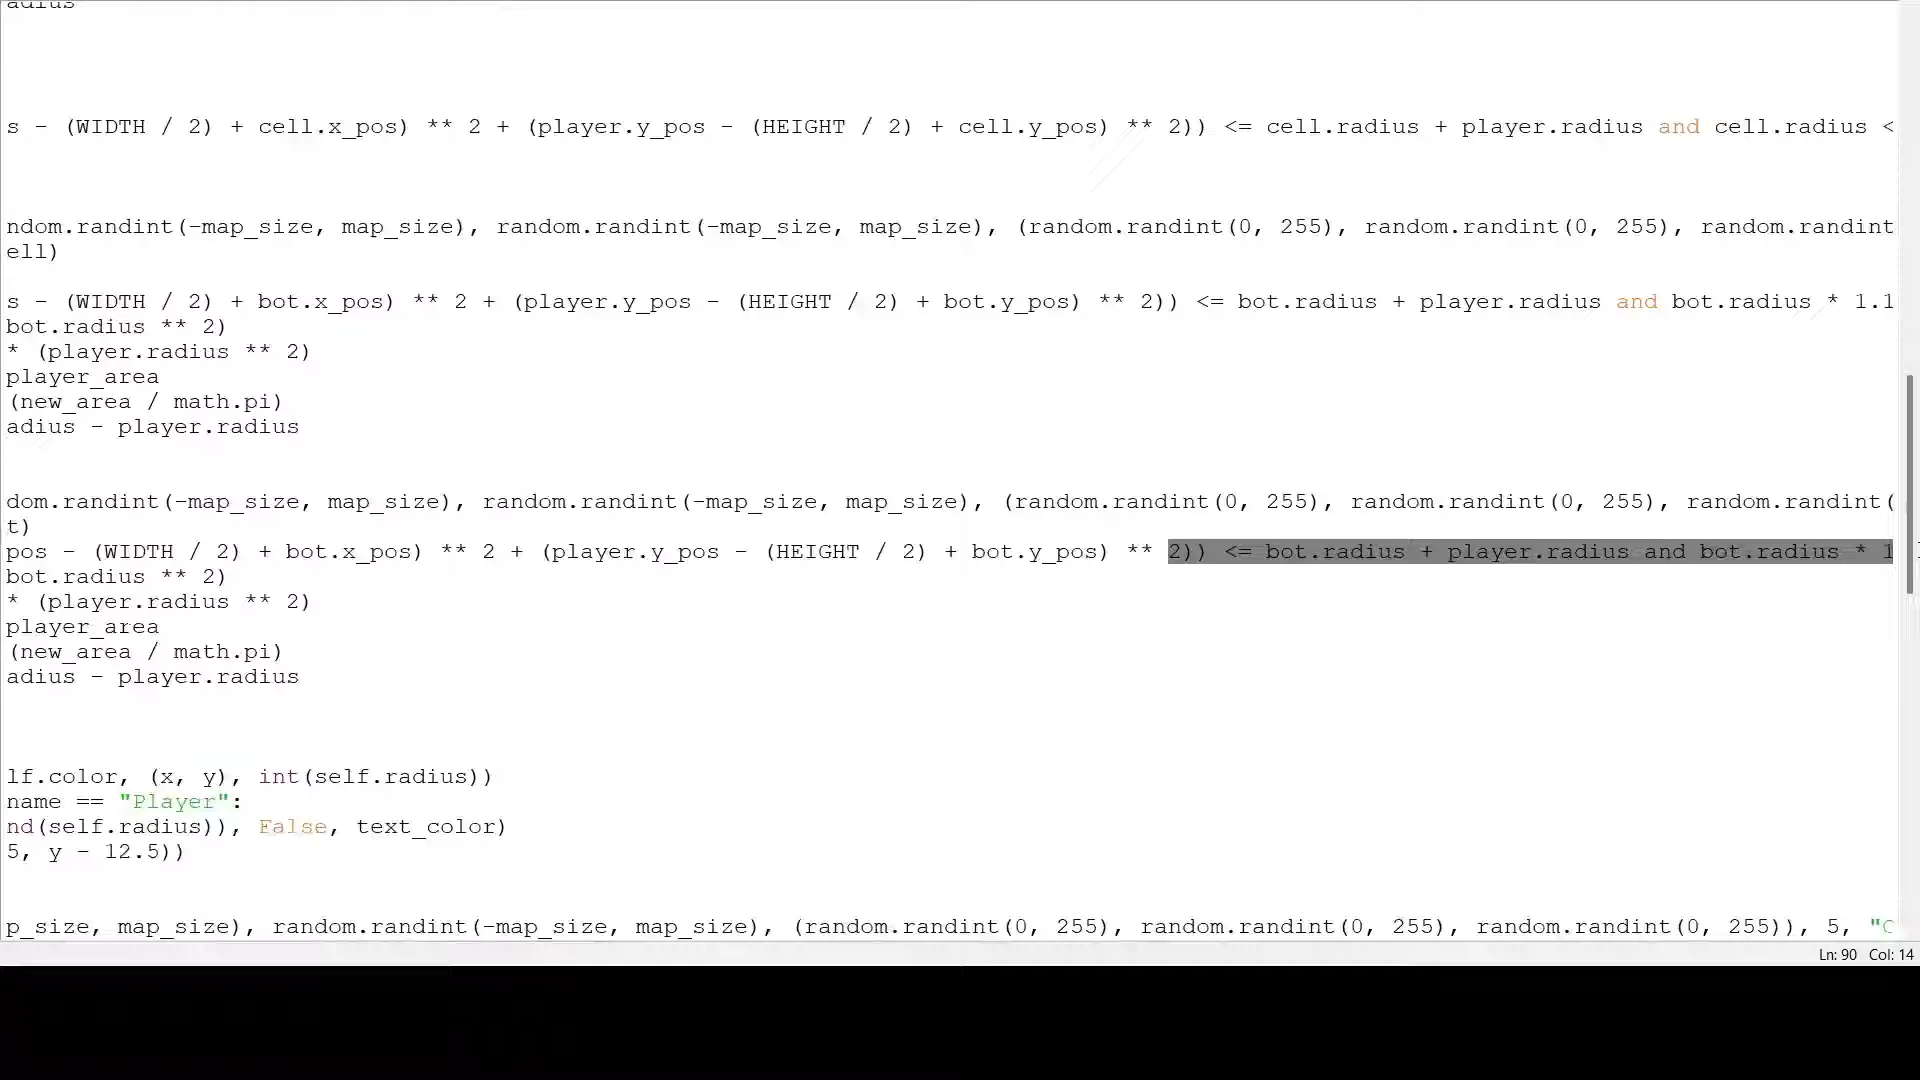 adius
s - (WIDTH / 2) + cell.x_pos) ** 2 + (player.y_pos - (HEIGHT / 2) + cell.y_pos) ** 2)) <= cell.radius + player.radius and cell.radius <
ndom.randint(-map_size, map_size), random.randint(-map_size, map_size), (random.randint(0, 255), random.randint(0, 255), random.randint
ell)
s - (WIDTH / 2) + bot.x_pos) ** 2 + (player.y_pos - (HEIGHT / 2) + bot.y_pos) ** 2)) <= bot.radius + player.radius and bot.radius * 1.1
bot.radius ** 2)
* (player.radius ** 2)
player_area
(new_area / math.pi)
adius - player.radius
dom.randint(-map_size, map_size), random.randint(-map_size, map_size), (random.randint(0, 255), random.randint(0, 255), random.randint(
t)
pos - (WIDTH / 2) + bot.x_pos) ** 2 + (player.y_pos - (HEIGHT / 2) + bot.y_pos) ** 2)) <= bot.radius + player.radius and bot.radius * 1
bot.radius ** 2)
* (player.radius ** 2)
player_area
(new_area / math.pi)
adius - player.radius
lf.color, (x, y), int(self.radius))
name == "Player":
nd(self.radius)), False, text_color)
5, y - 12.5))
p_size, map_size), random.randint(-map_size, map_size), (random.randint(0, 255), random.randint(0, 255), random.randint(0, 255)), 5, "C
Ln: 90 Col: 14